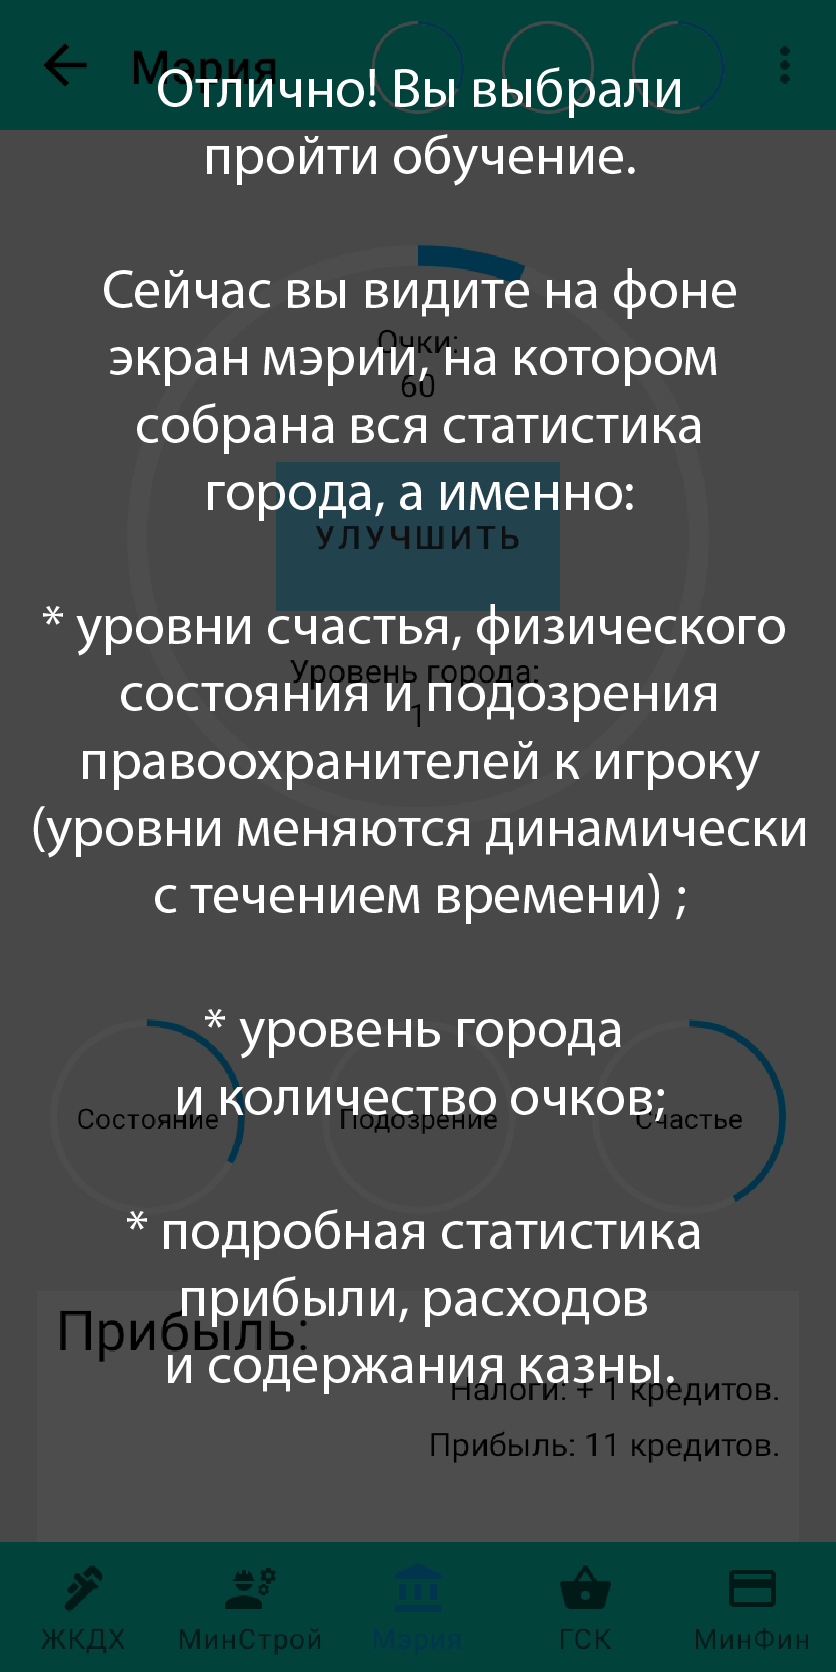 Мэрия
Отлично! Вы выбрали
пройти обучение.
Сейчас вы видите на фоне
экран мэрии, на котором
собрана вся статистика
города, а именно:
Очки:
60
УЛУЧШИТЬ
* уровни счастья, физического
состояния и подозрения
правоохранителей к игроку
(уровни меняются динамически
с течением времени) ;
Уровень города:
1
* уровень города
и количество очков;
Состояние
Подозрение
Счастье
* подробная статистика
прибыли, расходов
и содержания казны.
Прибыль:
Налоги: + 1 кредитов.
Прибыль: 11 кредитов.
ЖКДХ
МинСтрой
Мэрия
ГСК
МинФин